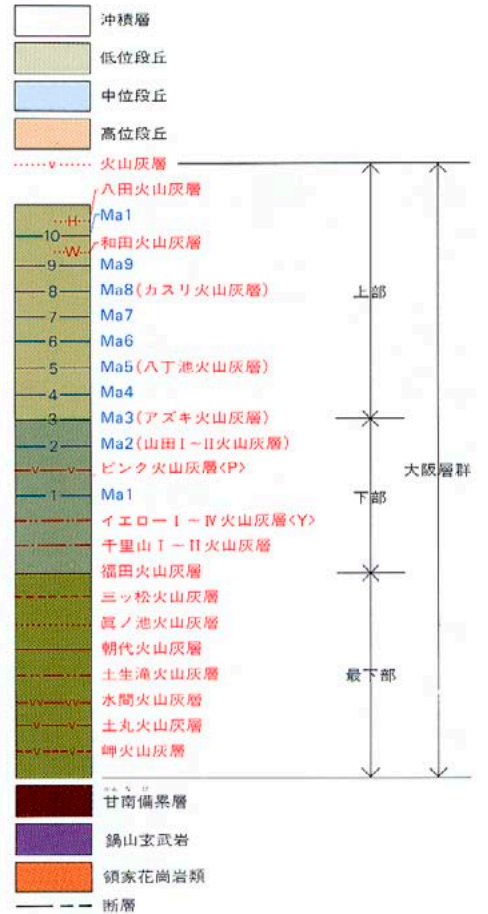 沖積層
低位段丘
中位段丘
高位段丘
v 火山灰層
八田火山灰層
H
10 Ma1
W 和田火山灰層
9 Ma9
8 Ma8(カスリ火山灰層)
7 Ma7
6 Ma6
上部
5 Ma5(八丁池火山灰層)
4 Ma4
3 Ma3(アズキ火山灰層)
2 Ma2(山田I~II火山灰層)
v v ピンク火山灰層<P>
大阪層群
1 Ma1
下部
イエローI~IV火山灰層<Y>
千里山I~II火山灰層
福田火山灰層
三ッ松火山灰層
眞ノ池火山灰層
朝代火山灰層
土生滝火山灰層
最下部
vv vv 水間火山灰層
v v 土丸火山灰層
v v 岬火山灰層
かんなび
甘南備累層
鍋山玄武岩
領家花崗岩類
断層